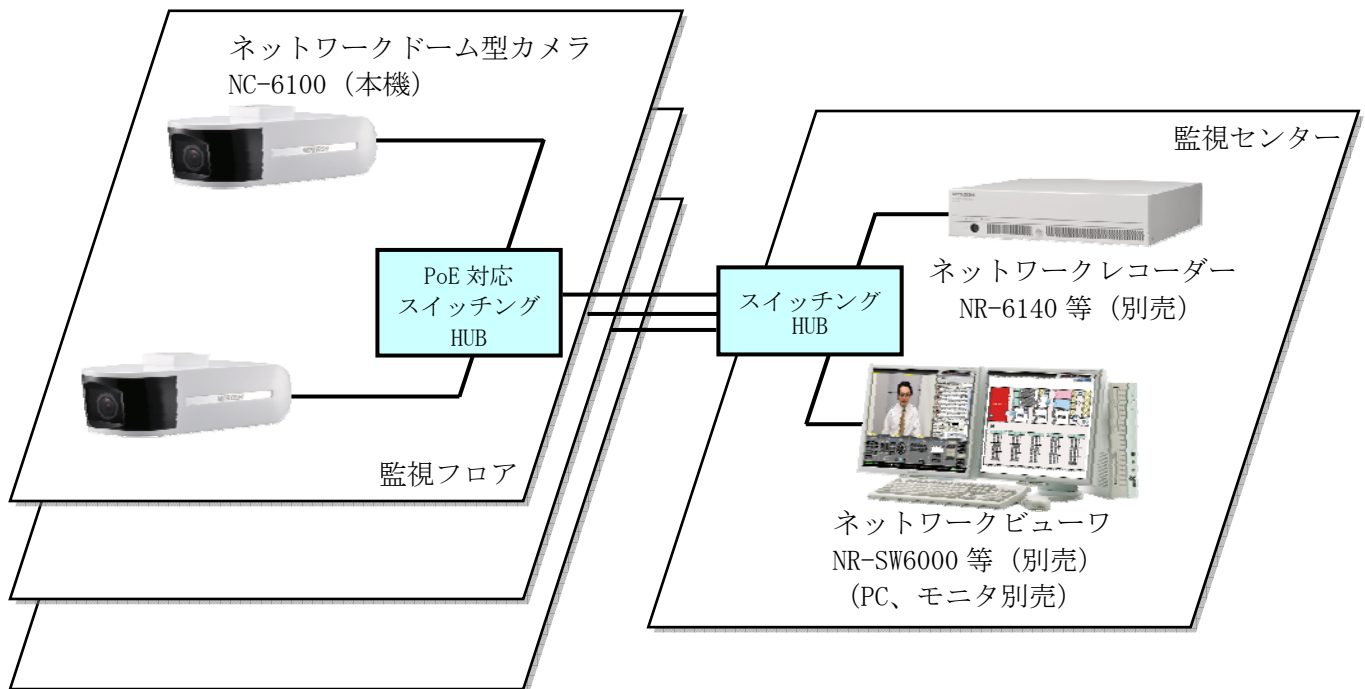 ネットワークドーム型カメラ
NC-6100（本機）
PoE 対応
スイッチング
HUB
監視フロア
監視センター
スイッチング
HUB
ネットワークレコーダー
NR-6140 等（別売）
ネットワークビューワ
NR-SW6000 等（別売）
（PC、モニタ別売）